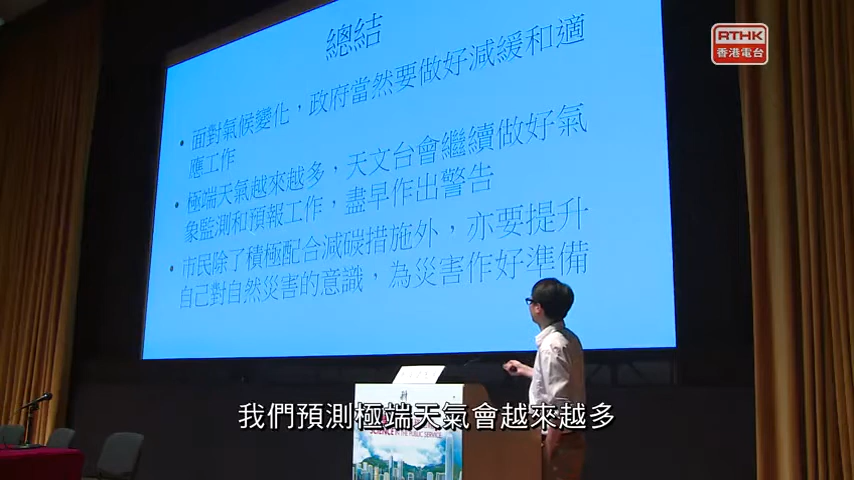 總結
RTHK
香港電台
• 面對氣候變化，政府當然要做好減緩和適
應工作
• 極端天氣越來越多，天文台會繼續做好氣
象監測和預報工作，盡早作出警告
• 市民除了積極配合減碳措施外，亦要提升
自己對自然災害的意識，為災害作好準備
SCIENCE IN THE PUBLIC SERVICE
我們預測極端天氣會越來越多